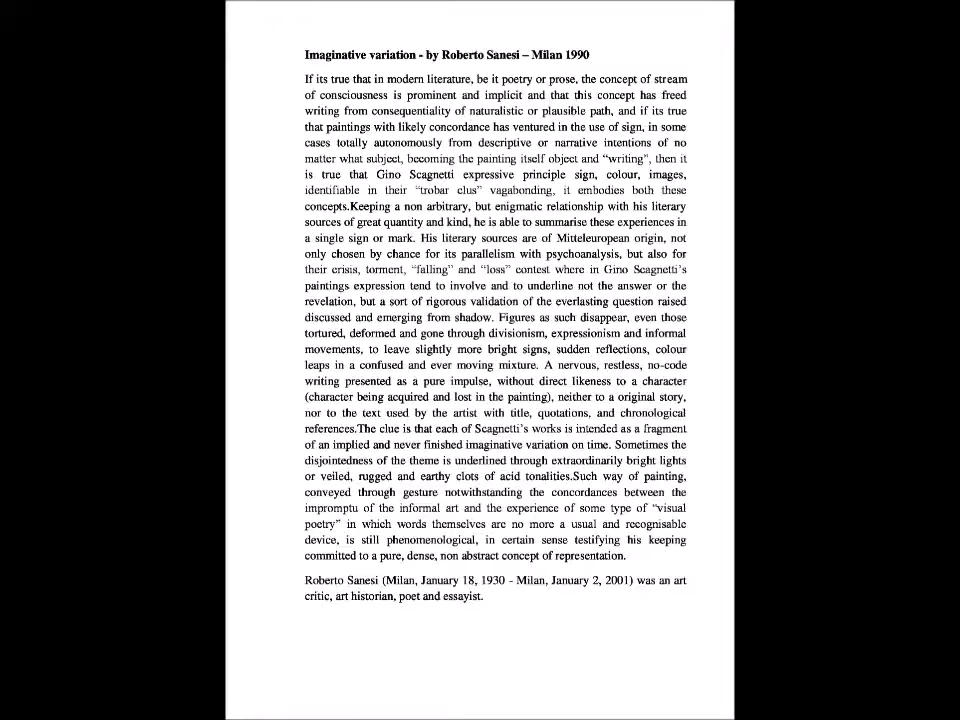 Imaginative variation - by Roberto Sanesi – Milan 1990
If its true that in modern literature, be it poetry or prose, the concept of stream
of consciousness is prominent and implicit and that this concept has freed
writing from consequentiality of naturalistic or plausible path, and if its true
that paintings with likely concordance has ventured in the use of sign, in some
cases totally autonomously from descriptive or narrative intentions of no
matter what subject, becoming the painting itself object and “writing”, then it
is true that Gino Scagnetti expressive principle sign, colour, images,
identifiable in their “trobar clus” vagabonding, it embodies both these
concepts.Keeping a non arbitrary, but enigmatic relationship with his literary
sources of great quantity and kind, he is able to summarise these experiences in
a single sign or mark. His literary sources are of Mitteleuropean origin, not
only chosen by chance for its parallelism with psychoanalysis, but also for
their crisis, torment, “falling” and “loss” contest where in Gino Scagnetti’s
paintings expression tend to involve and to underline not the answer or the
revelation, but a sort of rigorous validation of the everlasting question raised
discussed and emerging from shadow. Figures as such disappear, even those
tortured, deformed and gone through divisionism, expressionism and informal
movements, to leave slightly more bright signs, sudden reflections, colour
leaps in a confused and ever moving mixture. A nervous, restless, no-code
writing presented as a pure impulse, without direct likeness to a character
(character being acquired and lost in the painting), neither to a original story,
nor to the text used by the artist with title, quotations, and chronological
references.The clue is that each of Scagnetti’s works is intended as a fragment
of an implied and never finished imaginative variation on time. Sometimes the
disjointedness of the theme is underlined through extraordinarily bright lights
or veiled, rugged and earthy clots of acid tonalities.Such way of painting,
conveyed through gesture notwithstanding the concordances between the
impromptu of the informal art and the experience of some type of “visual
poetry” in which words themselves are no more a usual and recognisable
device, is still phenomenological, in certain sense testifying his keeping
committed to a pure, dense, non abstract concept of representation.
Roberto Sanesi (Milan, January 18, 1930 - Milan, January 2, 2001) was an art
critic, art historian, poet and essayist.